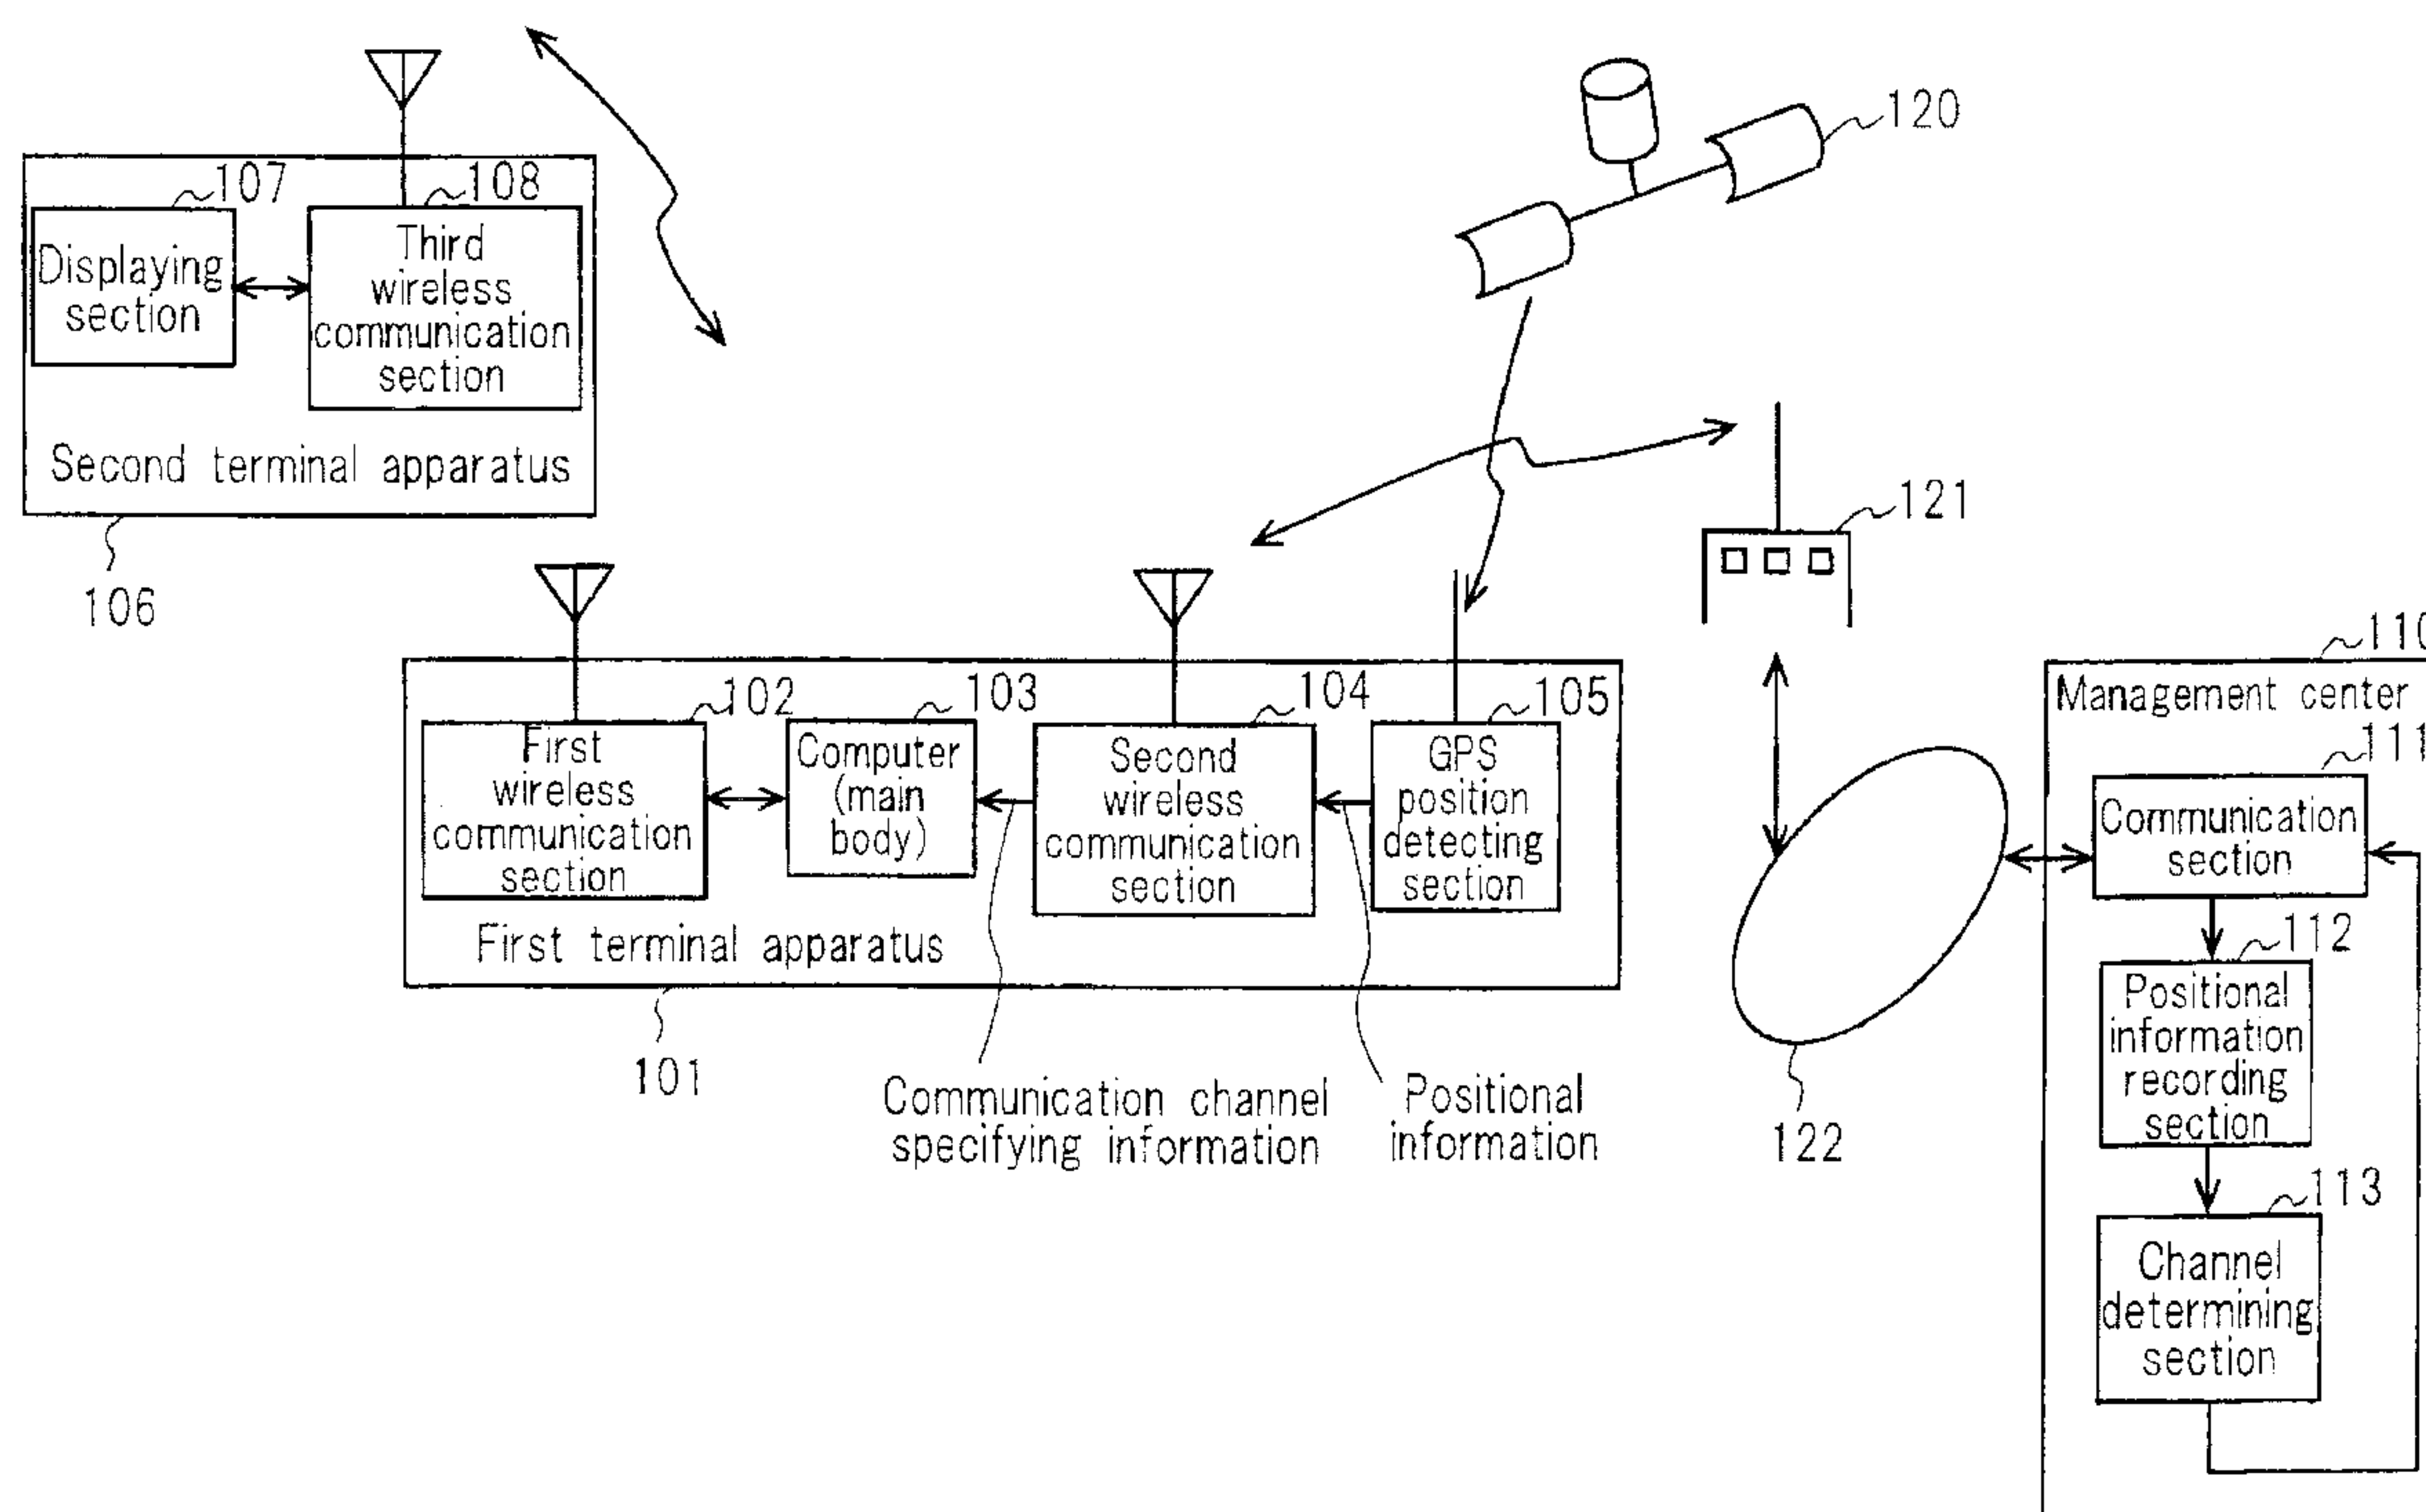 120
107
108
Displaying
section
Third
wireless
communication
section
Second terminal apparatus
106
121
110
Management center
111
Communication
section
112
Positional
information
recording
section
113
Channel
determining
section
102
103
104
105
First
wireless
communication
section
Computer
(main
body)
Second
wireless
communication
section
GPS
position
detecting
section
First terminal apparatus
101
Communication channel
specifying information
Positional
information
122